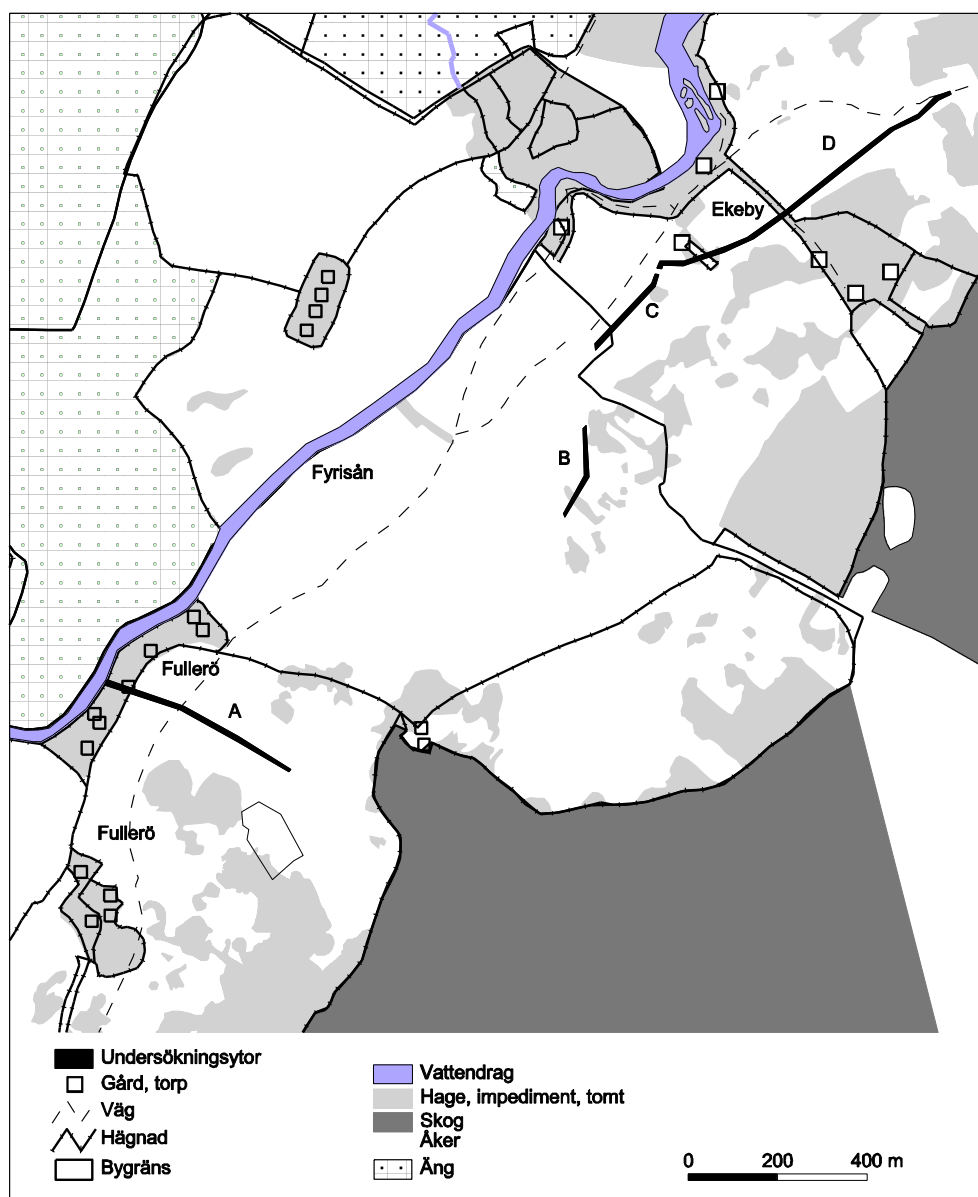 D
Ekeby
C
B
Fyrisån
Fullerö
A
Fullerö
Undersökningsytor
Gård, torp
Väg
Hägnad
Bygräns
Vattendrag
Hage, impediment, tomt
Skog
Åker
Äng
0 200 400 m